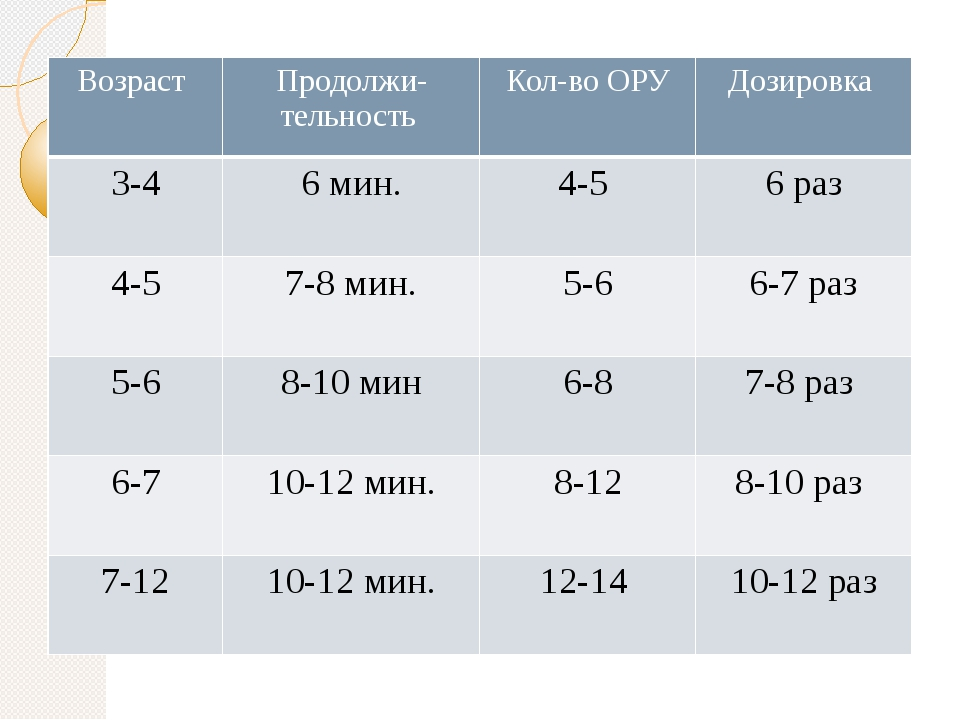 Возраст Продолжи- Кол-во ОРУ Дозировка
тельность
3-4 6 мин. 4-5 6 раз
4-5 7-8 мин. 5-6 6-7 раз
5-6 8-10 мин 6-8 7-8 раз
6-7 10-12 мин. 8-12 8-10 раз
7-12 10-12 мин. 12-14 10-12 раз